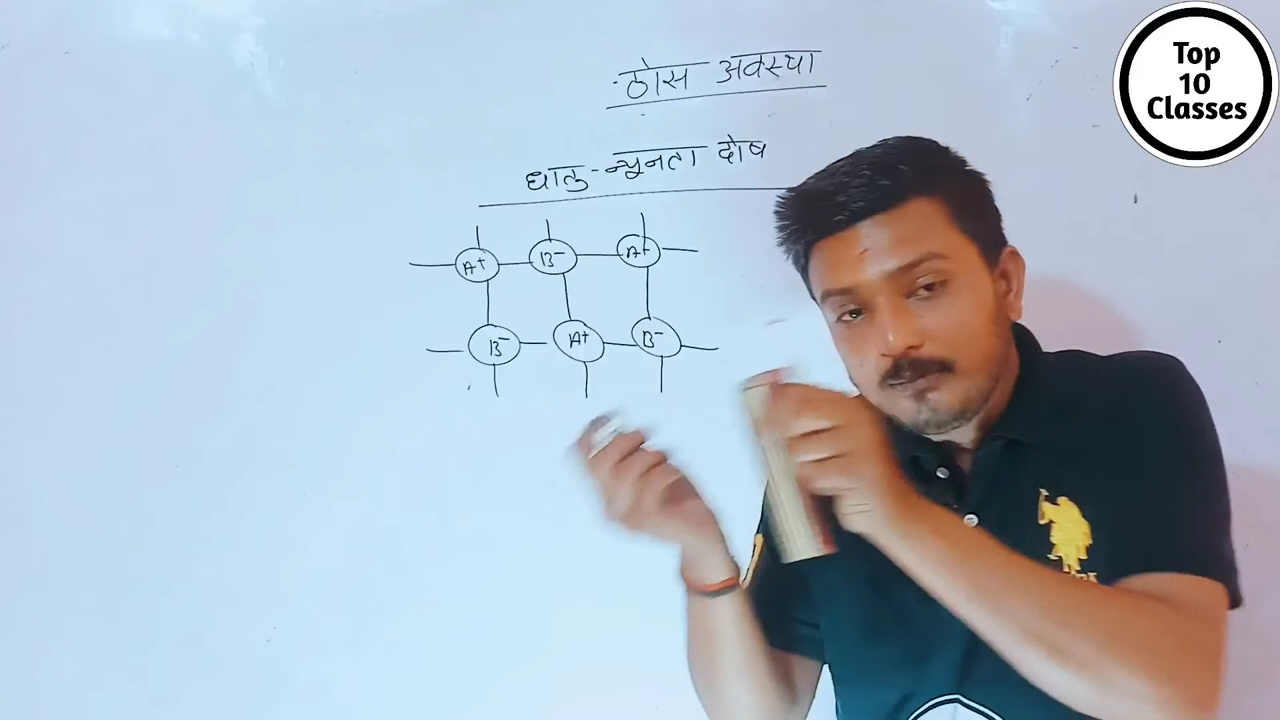 Top
10
Classes
ठोस अवस्था
धातु-न्यूनता दोष
A+ B- A+
B- A+ B-